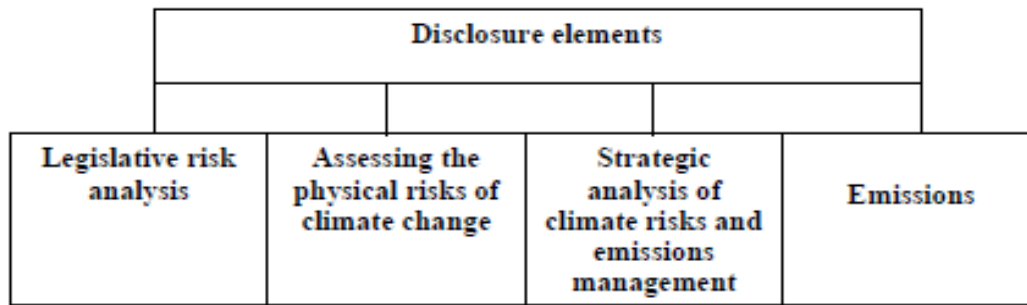 Disclosure elements
Legislative risk
analysis
Assessing the
physical risks of
climate change
Strategic
analysis of
climate risks and
emissions
management
Emissions